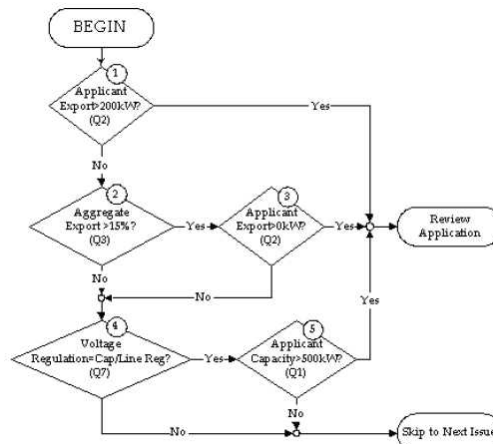 BEGIN
1
Applicant
Export>200kW?
(Q2)
Yes
No
2
Aggregate
Export >15%?
(Q3)
Yes
3
Applicant
Export>0kW?
(Q2)
Yes
Review
Application
No
No
Yes
4
Voltage
Regulation=Cap/Line Reg?
(Q7)
Yes
5
Applicant
Capacity>500kW?
(Q1)
No
No
Skip to Next Issue